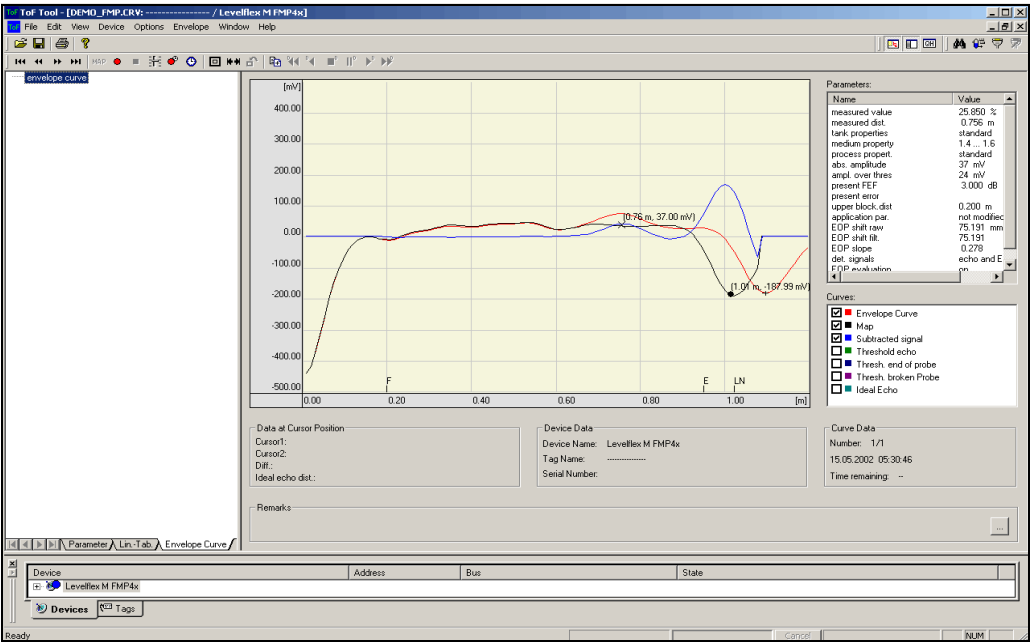 ToF ToF Tool - [DEMO_FMP.CRV: --------------- / Levelflex M FMP4x]
ToF File Edit View Device Options Envelope Window Help
MAP
envelope curve
[mV]
400.00
300.00
200.00
100.00
0.00
-100.00
-200.00
-300.00
-400.00
-500.00
(0.76 m, 37.00 mV)
(1.01 m, -187.99 mV)
F E LN
0.00 0.20 0.40 0.60 0.80 1.00 [m]
Parameters:
Name Value
measured value 25.850 %
measured dist. 0.756 m
tank properties standard
medium property 1.4 ... 1.6
process propert. standard
abs. amplitude 37 mV
ampl. over thres 24 mV
present FEF 3.000 dB
present error
upper block.dist 0.200 m
application par. not modified
EOP shift raw 75.191 mm
EOP shift filt. 75.191
EOP slope 0.278
det. signals echo and E
EOP evaluation on
Curves:
Envelope Curve
Map
Subtracted signal
Threshold echo
Thresh. end of probe
Thresh. broken Probe
Ideal Echo
Data at Cursor Position
Cursor1:
Cursor2:
Diff.:
Ideal echo dist.:
Device Data
Device Name: Levelflex M FMP4x
Tag Name: ---------------
Serial Number:
Curve Data
Number: 1/1
15.05.2002 05:30:46
Time remaining: --
Remarks
...
Parameter Lin.-Tab. Envelope Curve
Device Address Bus State
Levelflex M FMP4x
Devices Tags
Ready Cancel NUM